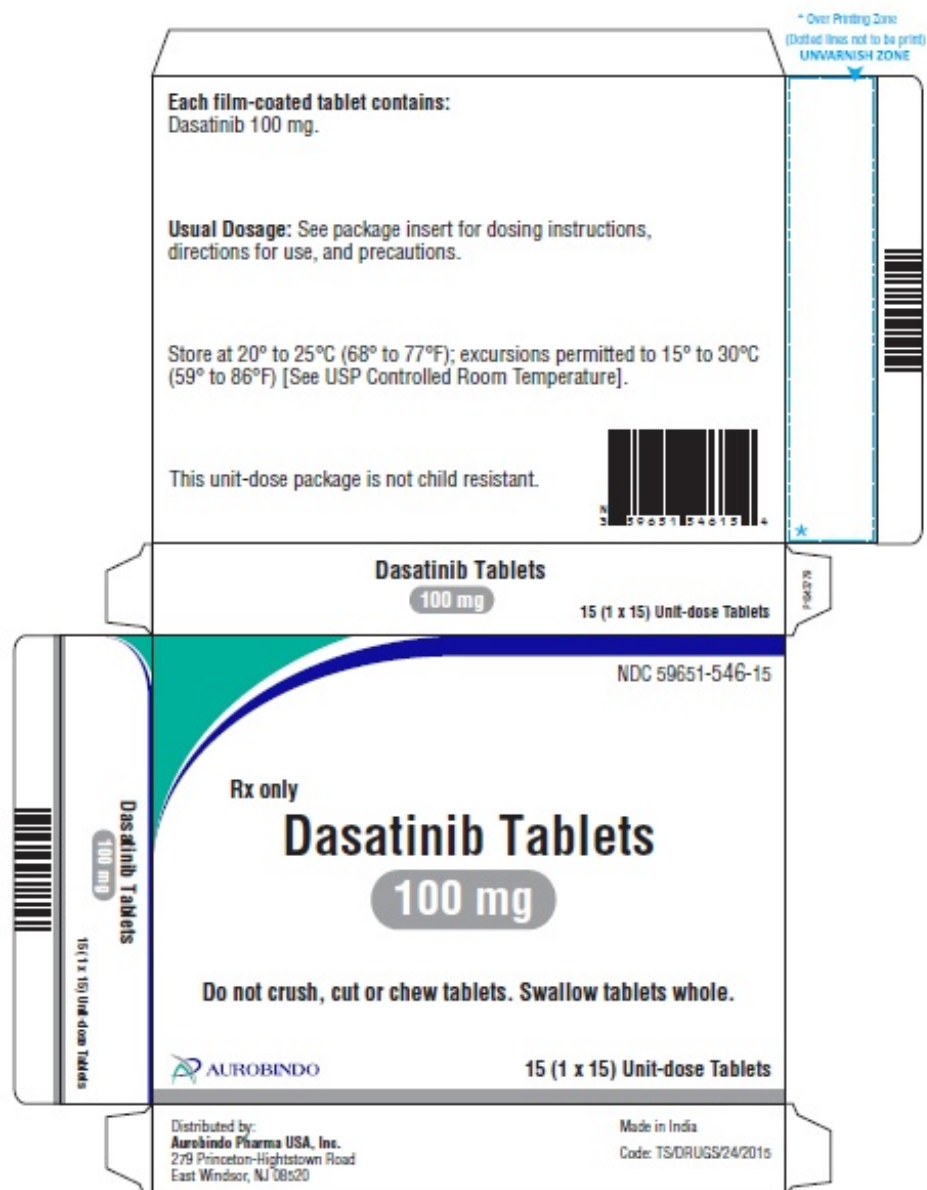 * Over Printing Zone
(Dotted lines not to be print)
UNVARNISH ZONE
Each film-coated tablet contains:
Dasatinib 100 mg.
Usual Dosage: See package insert for dosing instructions,
directions for use, and precautions.
Store at 20° to 25°C (68° to 77°F); excursions permitted to 15° to 30°C
(59° to 86°F) [See USP Controlled Room Temperature].
This unit-dose package is not child resistant.
N
3 59651 54615 4
*
Dasatinib Tablets
100 mg
15 (1 x 15) Unit-dose Tablets
NDC 59651-546-15
Rx only
Dasatinib Tablets
100 mg
Do not crush, cut or chew tablets. Swallow tablets whole.
AUROBINDO
15 (1 x 15) Unit-dose Tablets
Dasatinib Tablets
100 mg
15 (1 x 15) Unit-dose Tablets
Distributed by:
Aurobindo Pharma USA, Inc.
279 Princeton-Hightstown Road
East Windsor, NJ 08520
Made in India
Code: TS/DRUGS/24/2015